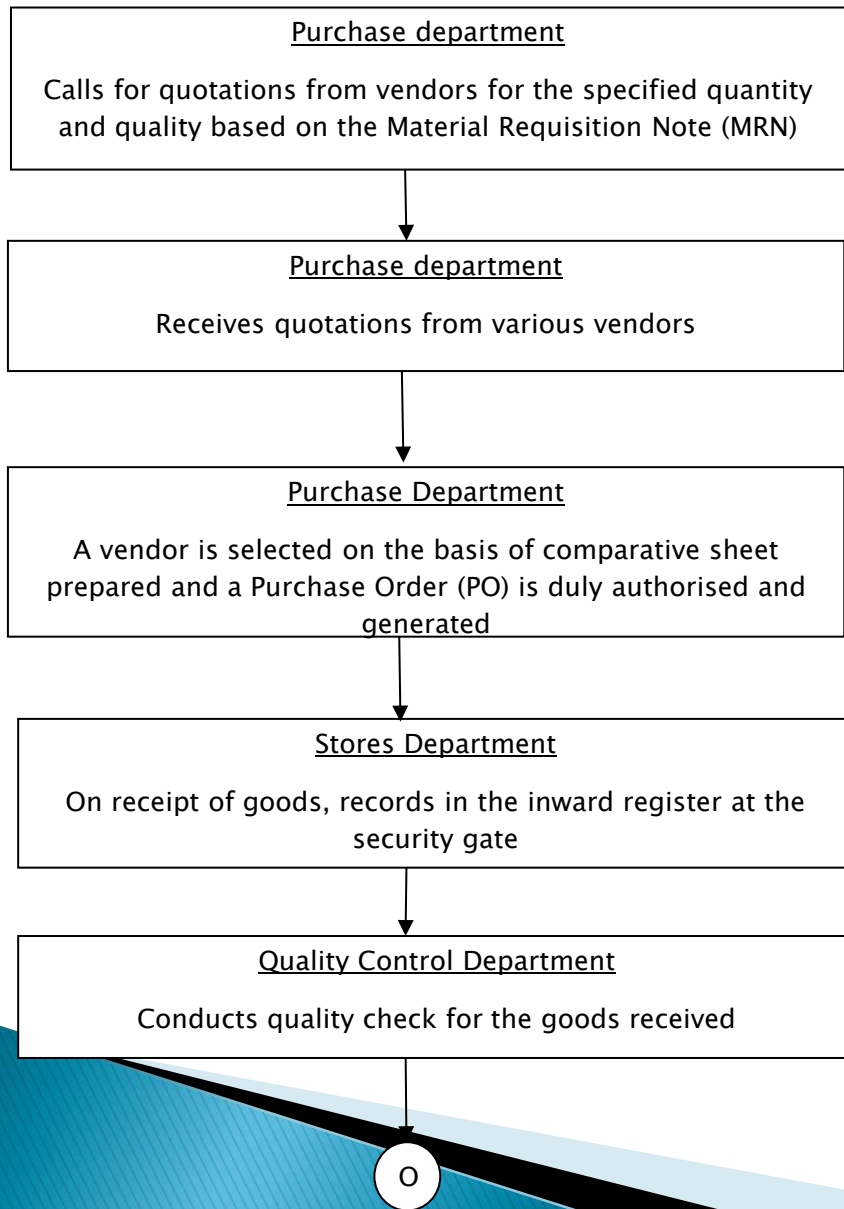 Purchase department
Calls for quotations from vendors for the specified quantity
and quality based on the Material Requisition Note (MRN)
Purchase department
Receives quotations from various vendors
Purchase Department
A vendor is selected on the basis of comparative sheet
prepared and a Purchase Order (PO) is duly authorised and
generated
Stores Department
On receipt of goods, records in the inward register at the
security gate
Quality Control Department
Conducts quality check for the goods received
O